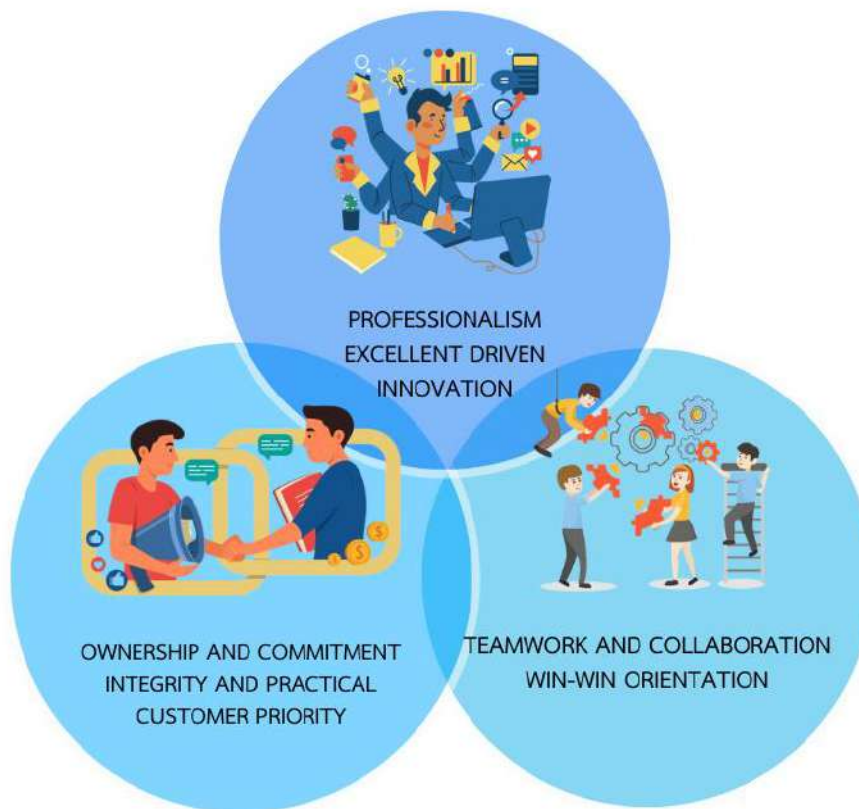 PROFESSIONALISM
EXCELLENT DRIVEN
INNOVATION
OWNERSHIP AND COMMITMENT
INTEGRITY AND PRACTICAL
CUSTOMER PRIORITY
TEAMWORK AND COLLABORATION
WIN-WIN ORIENTATION